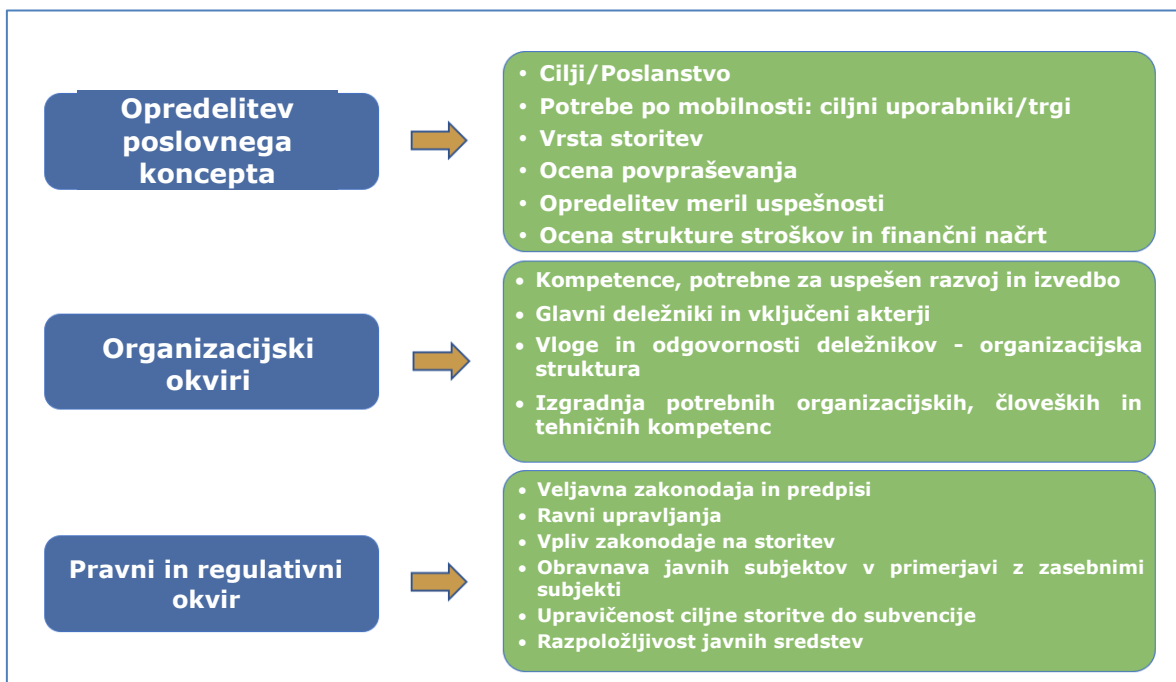 Opredelitev
poslovnega
koncepta
• Cilji/Poslanstvo
• Potrebe po mobilnosti: ciljni uporabniki/trgi
• Vrsta storitev
• Ocena povpraševanja
• Opredelitev meril uspešnosti
• Ocena strukture stroškov in finančni načrt
Organizacijski
okviri
• Kompetence, potrebne za uspešen razvoj in izvedbo
• Glavni deležniki in vključeni akterji
• Vloge in odgovornosti deležnikov - organizacijska
struktura
• Izgradnja potrebnih organizacijskih, človeških in
tehničnih kompetenc
Pravni in regulativni
okvir
• Veljavna zakonodaja in predpisi
• Ravni upravljanja
• Vpliv zakonodaje na storitev
• Obravnava javnih subjektov v primerjavi z zasebnimi
subjekti
• Upravičenost ciljne storitve do subvencije
• Razpoložljivost javnih sredstev